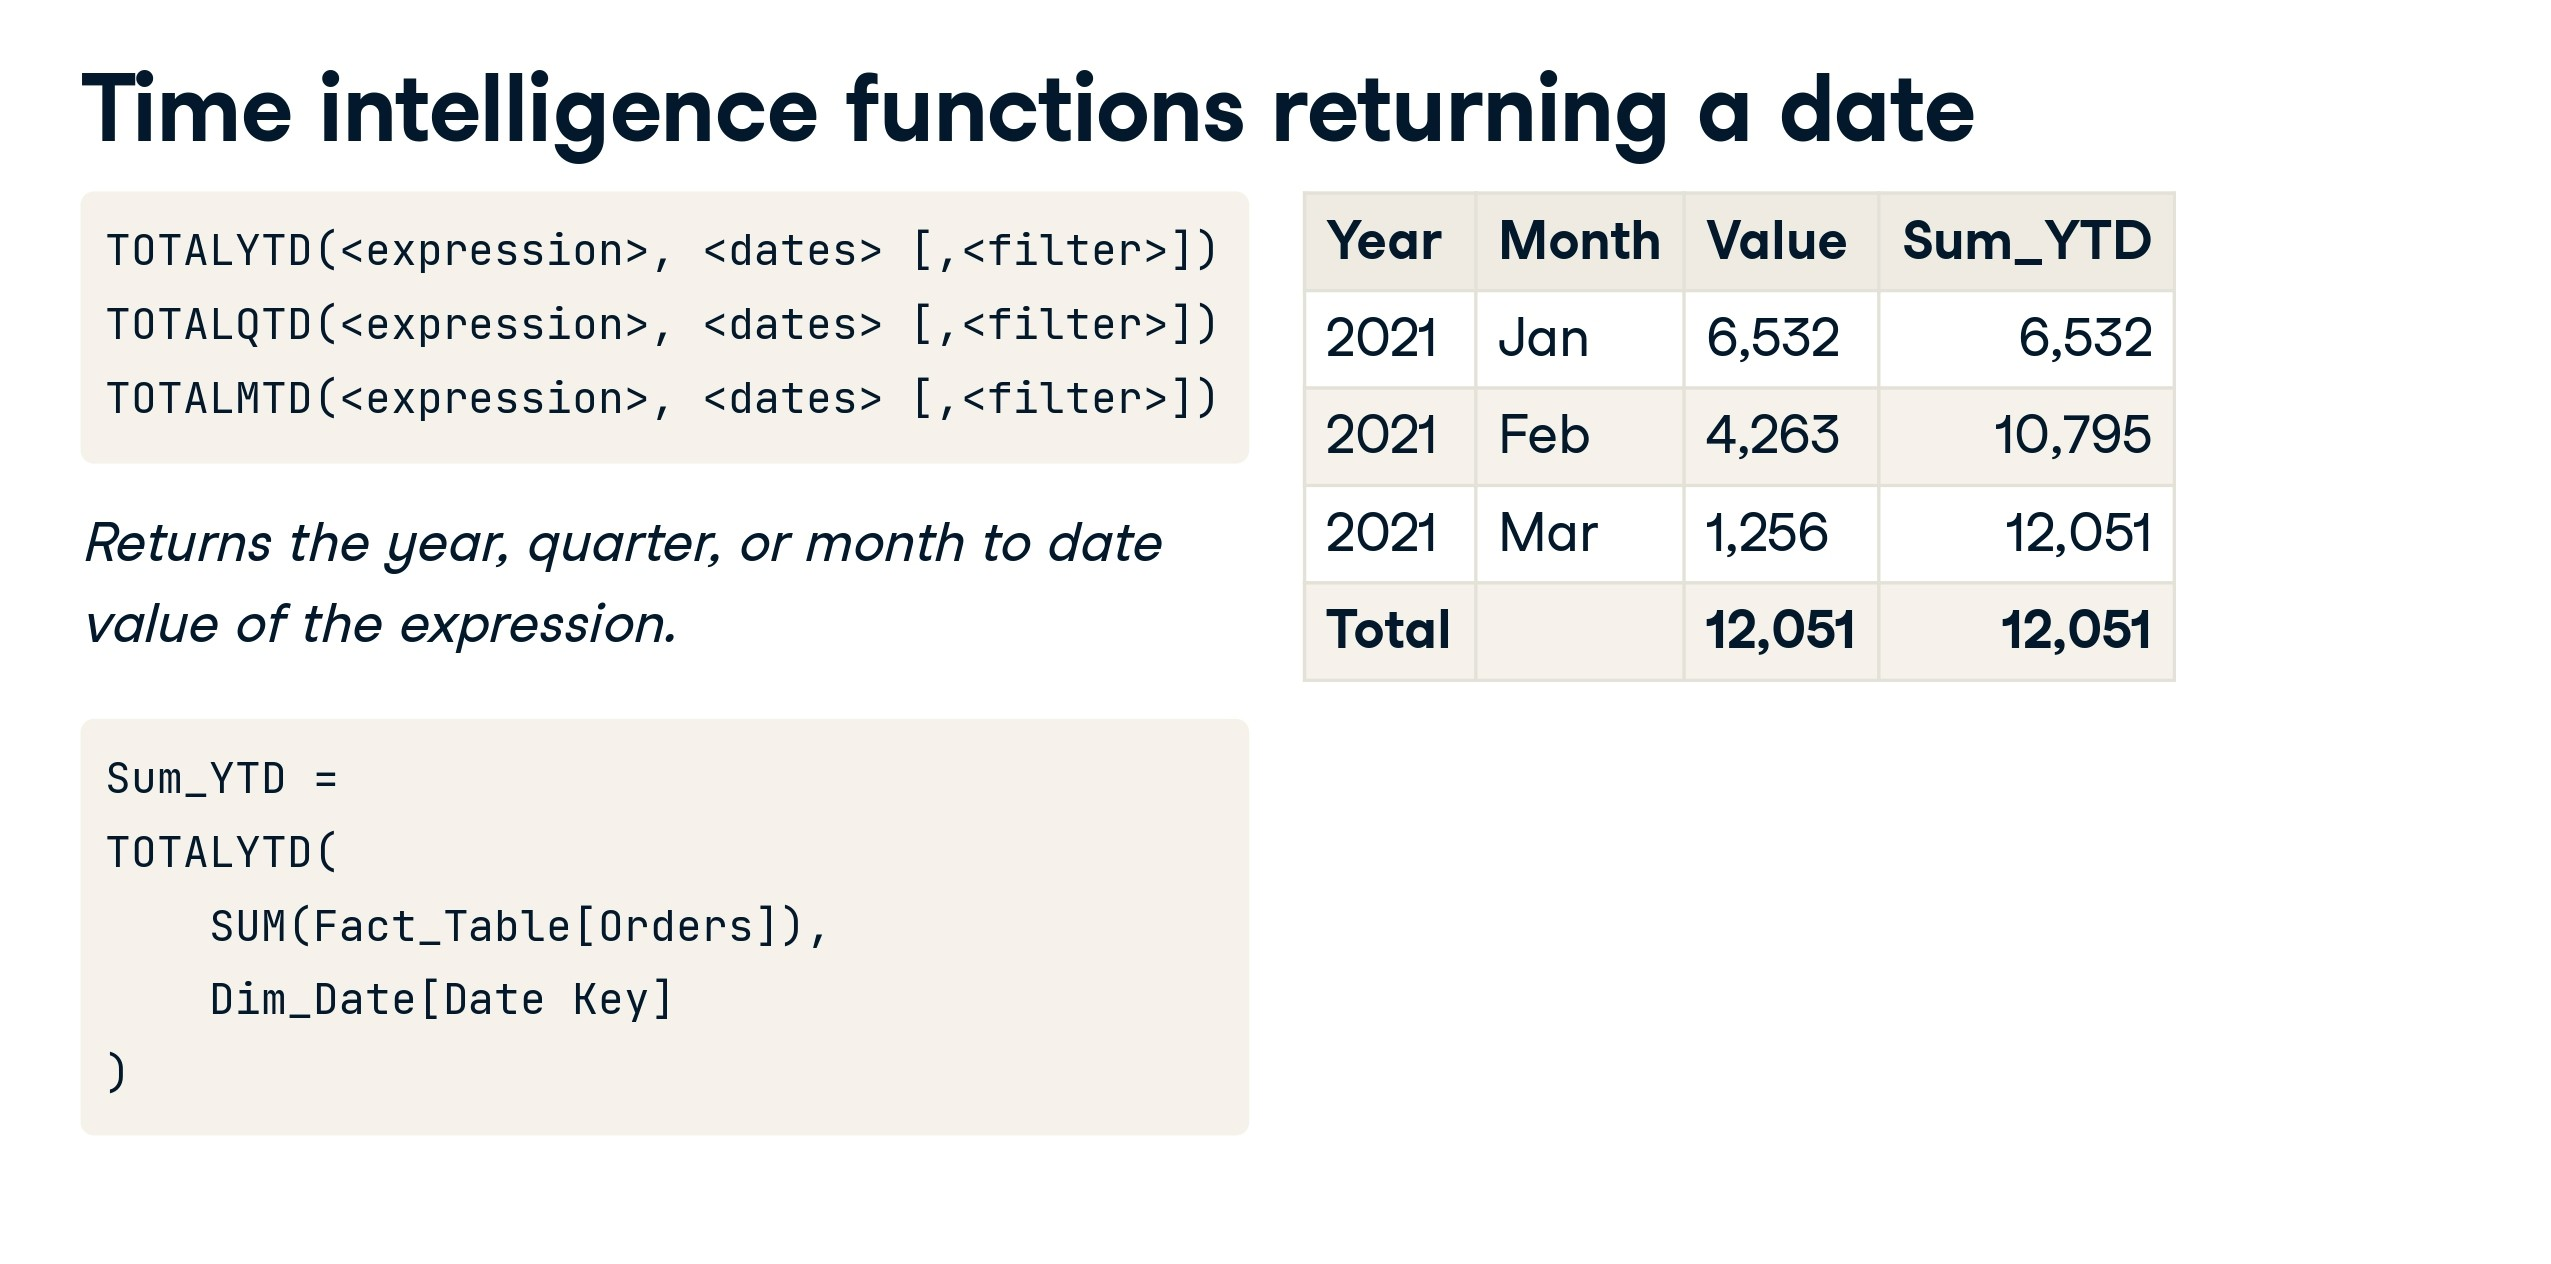 Time intelligence functions returning a date
TOTALYTD(<expression>, <dates> [,<filter>])
TOTALQTD(<expression>, <dates> [,<filter>])
TOTALMTD(<expression>, <dates> [,<filter>])
Returns the year, quarter, or month to date
value of the expression.
Sum_YTD =
TOTALYTD(
    SUM(Fact_Table[Orders]),
    Dim_Date[Date Key]
)
Year Month Value Sum_YTD
2021 Jan 6,532 6,532
2021 Feb 4,263 10,795
2021 Mar 1,256 12,051
Total 12,051 12,051